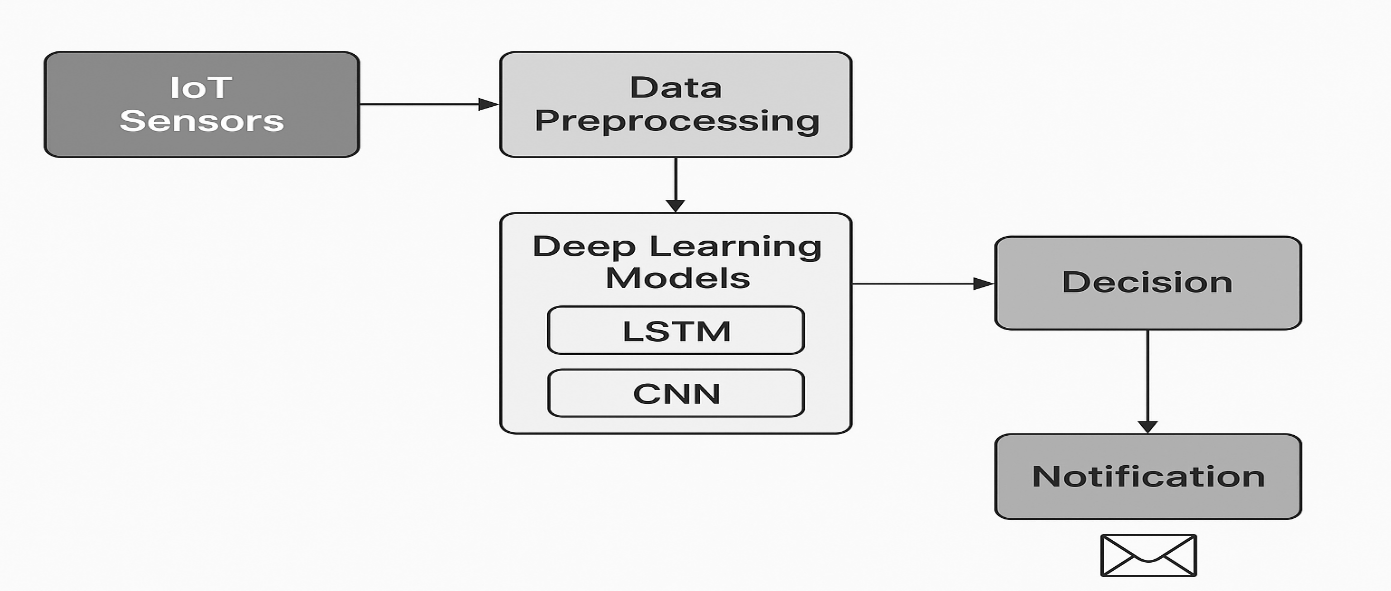 IoT
Sensors
Data
Preprocessing
Deep Learning
Models
LSTM
CNN
Decision
Notification